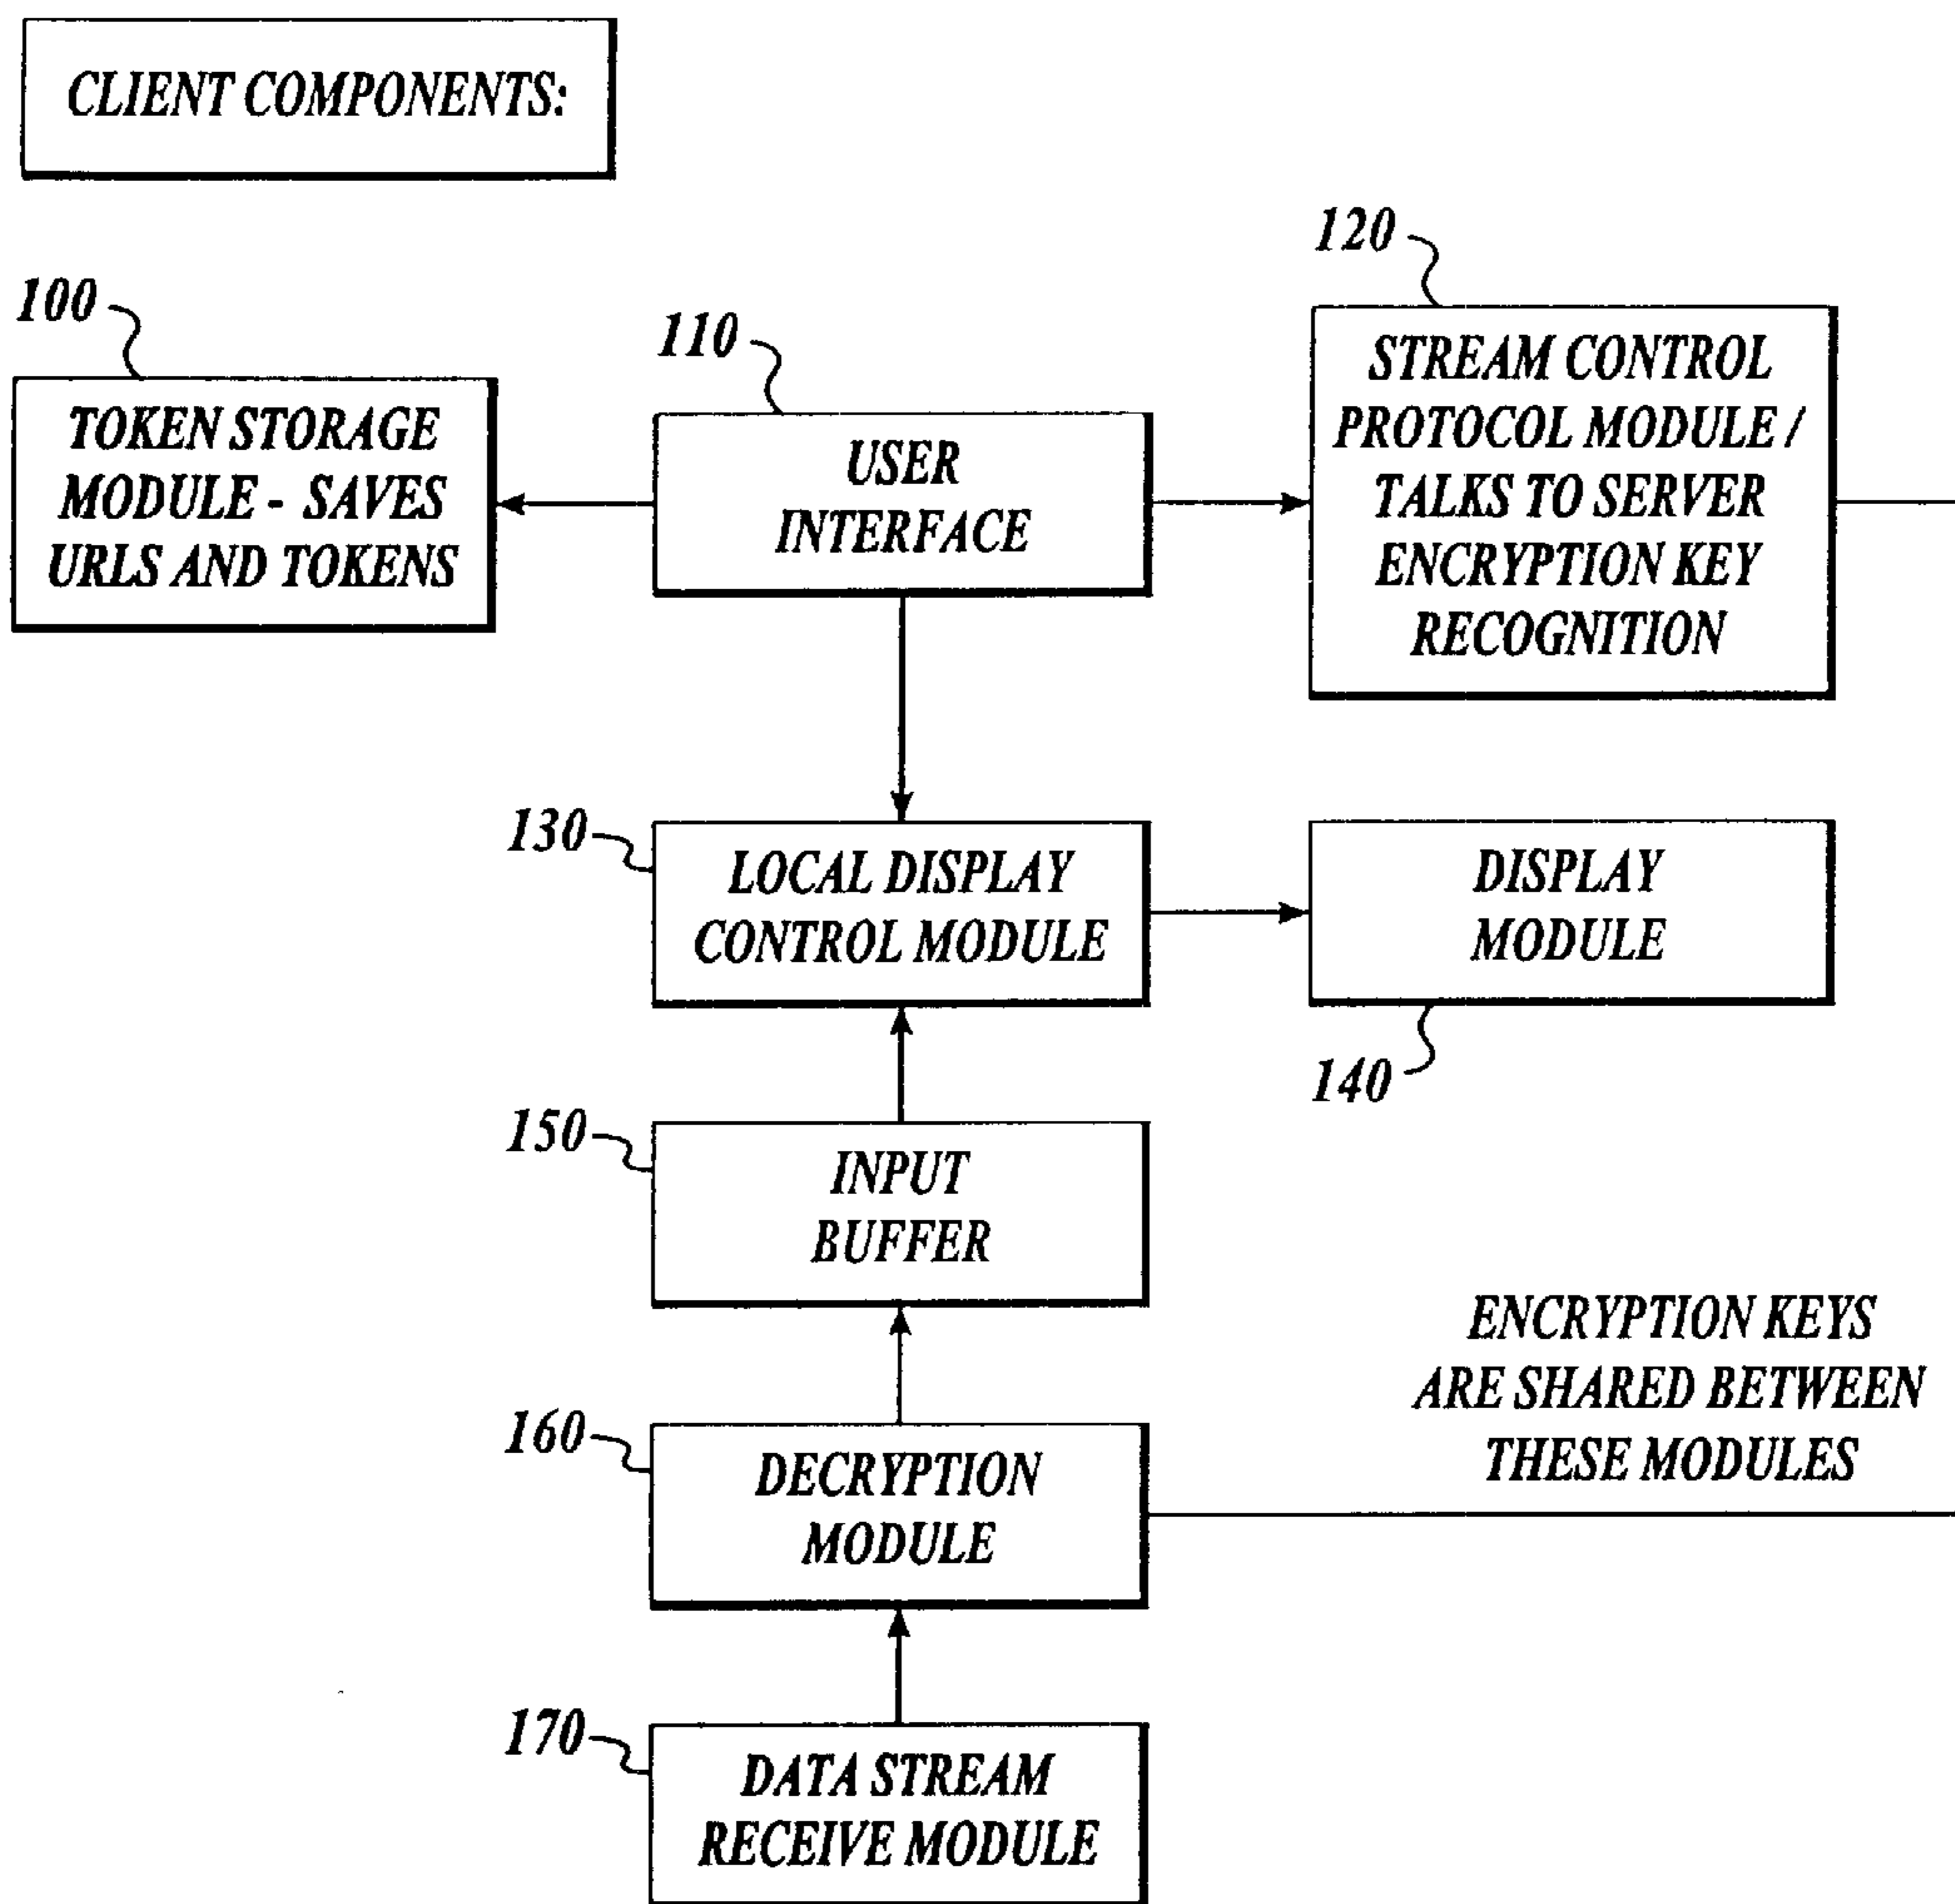 CLIENT COMPONENTS:
120
100
110
TOKEN STORAGE
MODULE - SAVES
URLS AND TOKENS
USER
INTERFACE
STREAM CONTROL
PROTOCOL MODULE /
TALKS TO SERVER
ENCRYPTION KEY
RECOGNITION
130
LOCAL DISPLAY
CONTROL MODULE
DISPLAY
MODULE
140
150
INPUT
BUFFER
ENCRYPTION KEYS
ARE SHARED BETWEEN
THESE MODULES
160
DECRYPTION
MODULE
170
DATA STREAM
RECEIVE MODULE